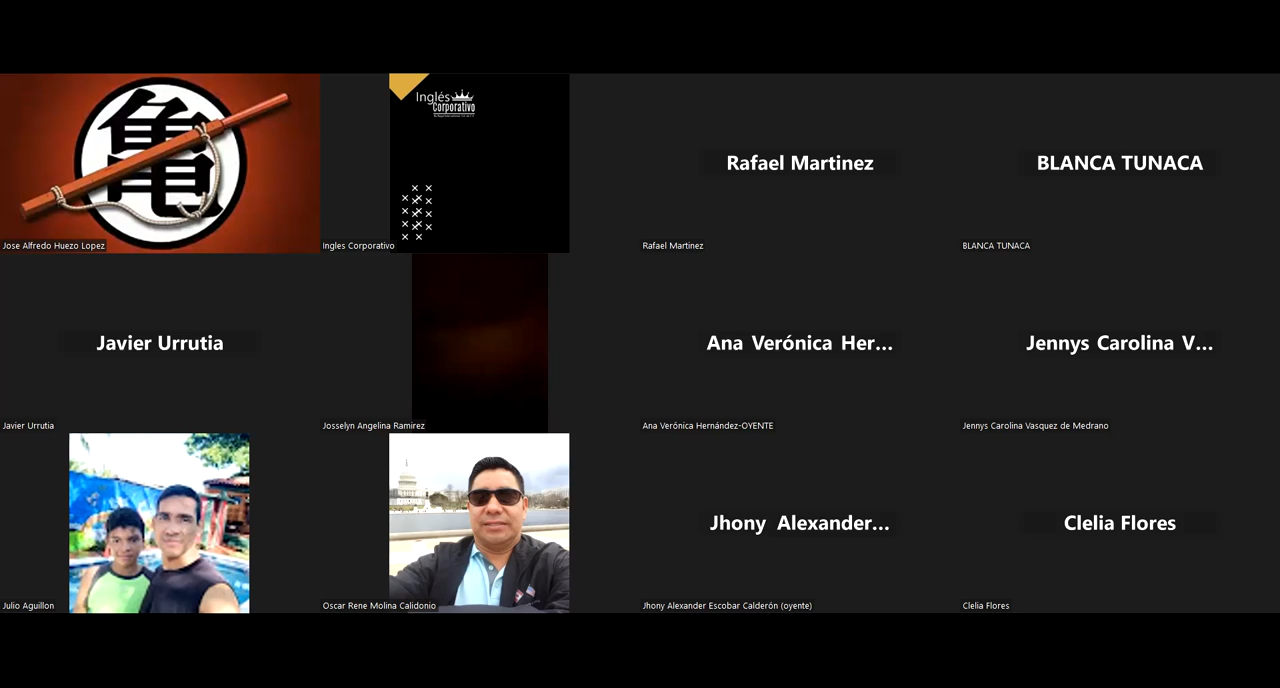 亀
Jose Alfredo Huezo Lopez
Inglés
Corporativo
Ingles Corporativo
Rafael Martinez
Rafael Martinez
BLANCA TUNACA
BLANCA TUNACA
Javier Urrutia
Javier Urrutia
Josselyn Angelina Ramirez
Ana Verónica Her...
Ana Verónica Hernández-OYENTE
Jennys Carolina V...
Jennys Carolina Vasquez de Medrano
Julio Aguillon
Oscar Rene Molina Calidonio
Jhony Alexander...
Jhony Alexander Escobar Calderón (oyente)
Clelia Flores
Clelia Flores